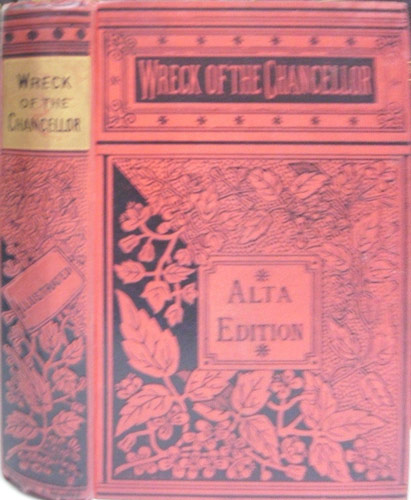 WRECK
OF THE
CHANCELLOR
ILLUSTRATED
WRECK OF THE CHANCELLOR
ALTA
EDITION